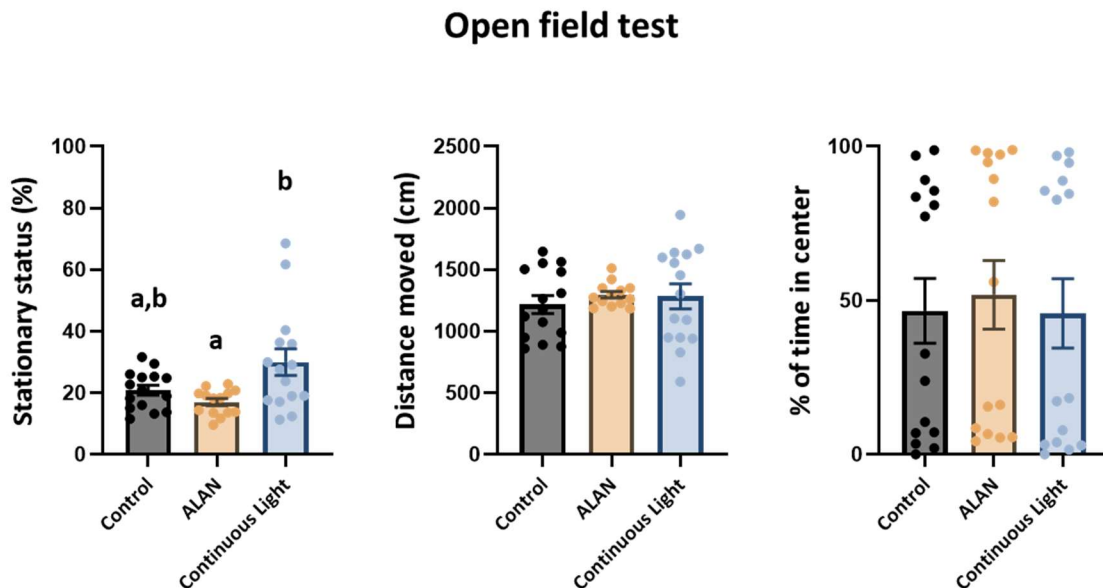 Open field test
Stationary status (%)
100
80
60
40
20
0
a,b
a
b
Control
ALAN
Continuous Light
Distance moved (cm)
2500
2000
1500
1000
500
0
Control
ALAN
Continuous Light
% of time in center
100
50
0
Control
ALAN
Continuous Light